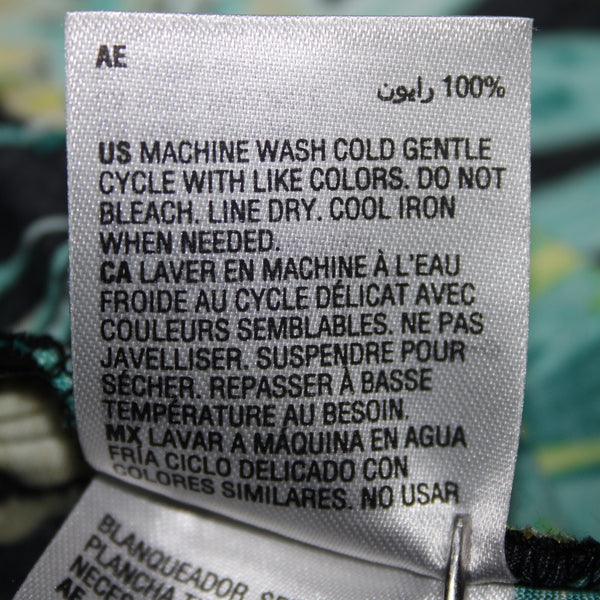 AE
100% رايون
US MACHINE WASH COLD GENTLE
CYCLE WITH LIKE COLORS. DO NOT
BLEACH. LINE DRY. COOL IRON
WHEN NEEDED.
CA LAVER EN MACHINE À L'EAU
FROIDE AU CYCLE DÉLICAT AVEC
COULEURS SEMBLABLES. NE PAS
JAVELLISER. SUSPENDRE POUR
SÉCHER. REPASSER À BASSE
TEMPÉRATURE AU BESOIN.
MX LAVAR A MÁQUINA EN AGUA
FRÍA CICLO DELICADO CON
COLORES SIMILARES. NO USAR
BLANQUEADOR.
PLANCHA
AE